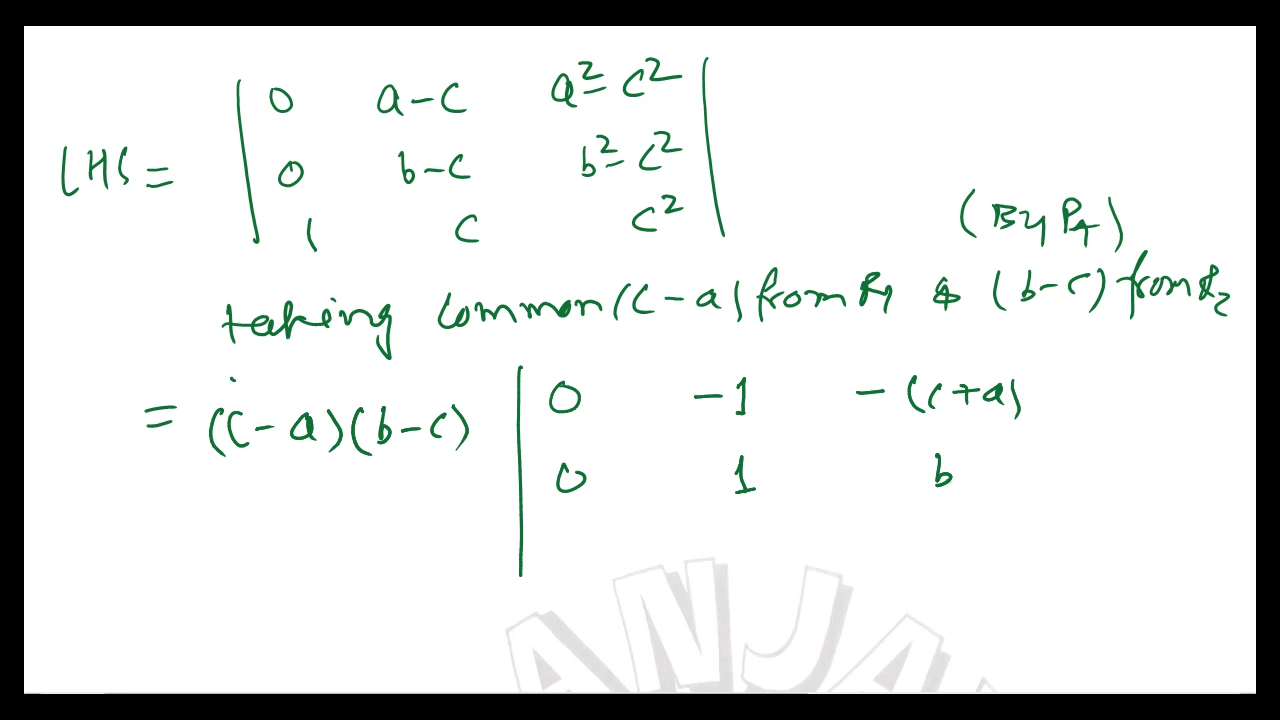 LHS = | 0 a-c a²-c² |
| 0 b-c b²-c² |
| 1 c c² |
(By P4)
taking common (c-a) from R1 & (b-c) from R2
= (c-a)(b-c) | 0 -1 -(c+a)
| 0 1 b
ANJA